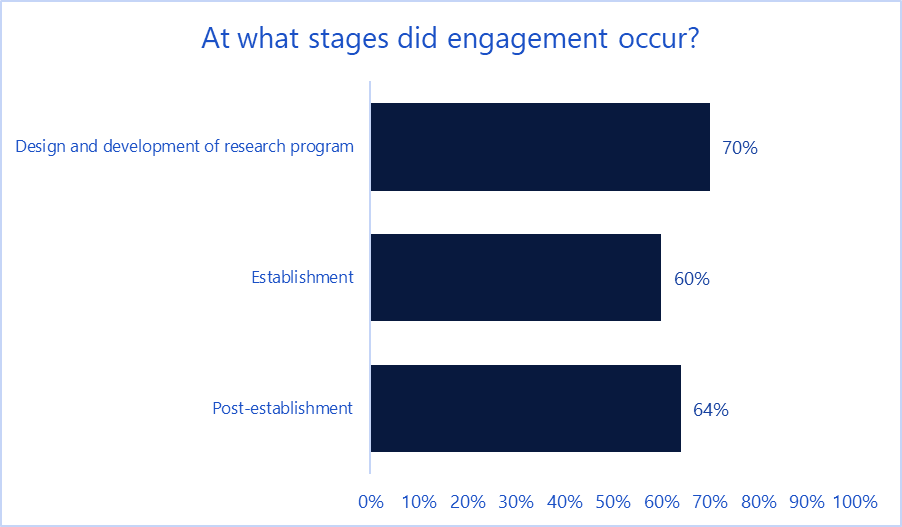 At what stages did engagement occur?
Design and development of research program
70%
Establishment
60%
Post-establishment
64%
0% 10% 20% 30% 40% 50% 60% 70% 80% 90% 100%